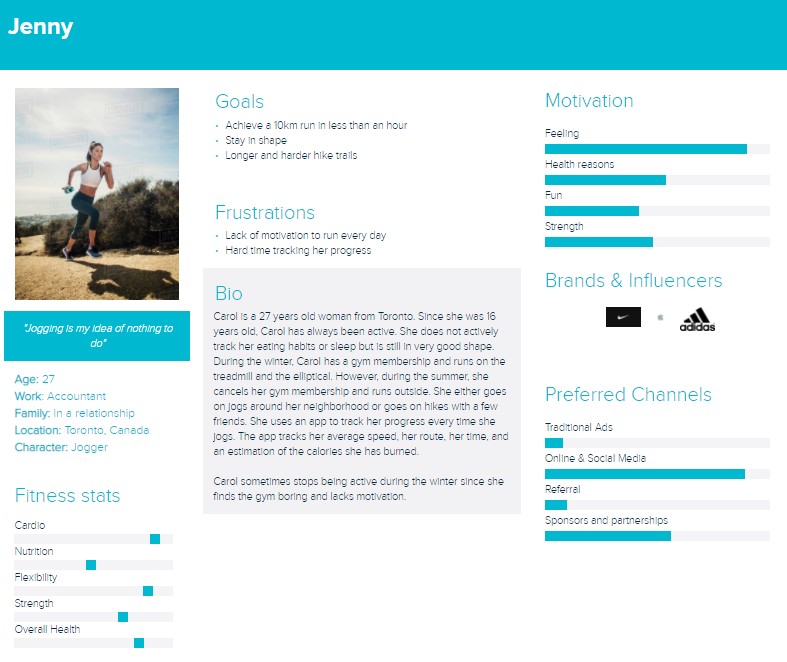 Jenny
"Jogging is my idea of nothing to
do"
Age: 27
Work: Accountant
Family: In a relationship
Location: Toronto, Canada
Character: Jogger
Fitness stats
Cardio
Nutrition
Flexibility
Strength
Overall Health
Goals
Achieve a 10km run in less than an hour
Stay in shape
Longer and harder hike trails
Frustrations
Lack of motivation to run every day
Hard time tracking her progress
Bio
Carol is a 27 years old woman from Toronto. Since she was 16
years old, Carol has always been active. She does not actively
track her eating habits or sleep but is still in very good shape.
During the winter, Carol has a gym membership and runs on the
treadmill and the elliptical. However, during the summer, she
cancels her gym membership and runs outside. She either goes
on jogs around her neighborhood or goes on hikes with a few
friends. She uses an app to track her progress every time she
jogs. The app tracks her average speed, her route, her time, and
an estimation of the calories she has burned.
Carol sometimes stops being active during the winter since she
finds the gym boring and lacks motivation.
Motivation
Feeling
Health reasons
Fun
Strength
Brands & Influencers
adidas
Preferred Channels
Traditional Ads
Online & Social Media
Referral
Sponsors and partnerships